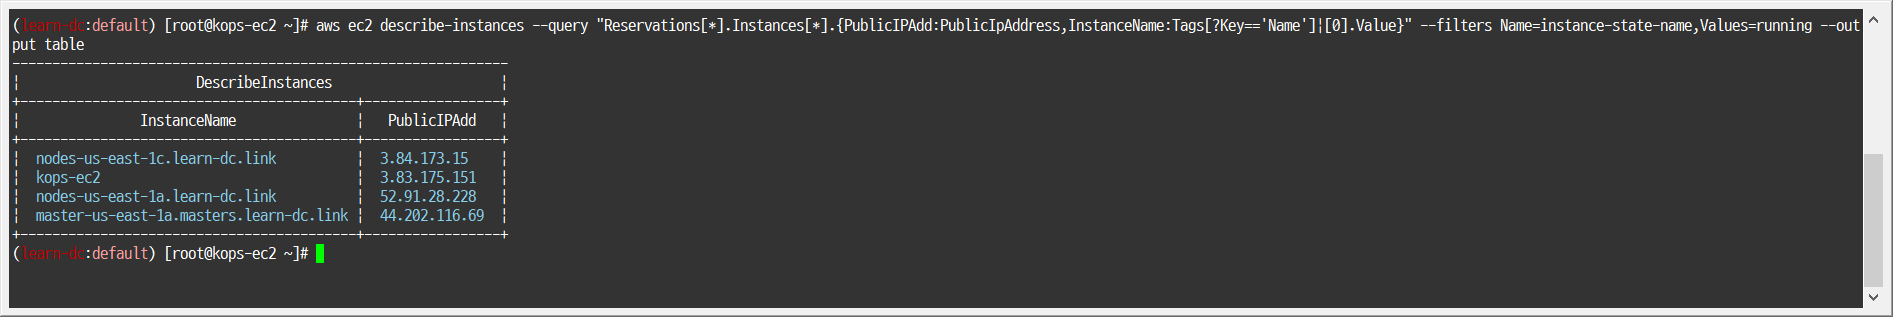 (learn-dc:default) [root@kops-ec2 ~]# aws ec2 describe-instances --query "Reservations[*].Instances[*].{PublicIPAdd:PublicIpAddress,InstanceName:Tags[?Key=='Name']¦[0].Value}" --filters Name=instance-state-name,Values=running --out
put table
--------------------------------------------------------------
¦                      DescribeInstances                     ¦
+------------------------------------------+-----------------+
¦               InstanceName               ¦   PublicIPAdd   ¦
+------------------------------------------+-----------------+
¦  nodes-us-east-1c.learn-dc.link          ¦  3.84.173.15    ¦
¦  kops-ec2                                ¦  3.83.175.151   ¦
¦  nodes-us-east-1a.learn-dc.link          ¦  52.91.28.228   ¦
¦  master-us-east-1a.masters.learn-dc.link ¦  44.202.116.69  ¦
+------------------------------------------+-----------------+
(learn-dc:default) [root@kops-ec2 ~]#